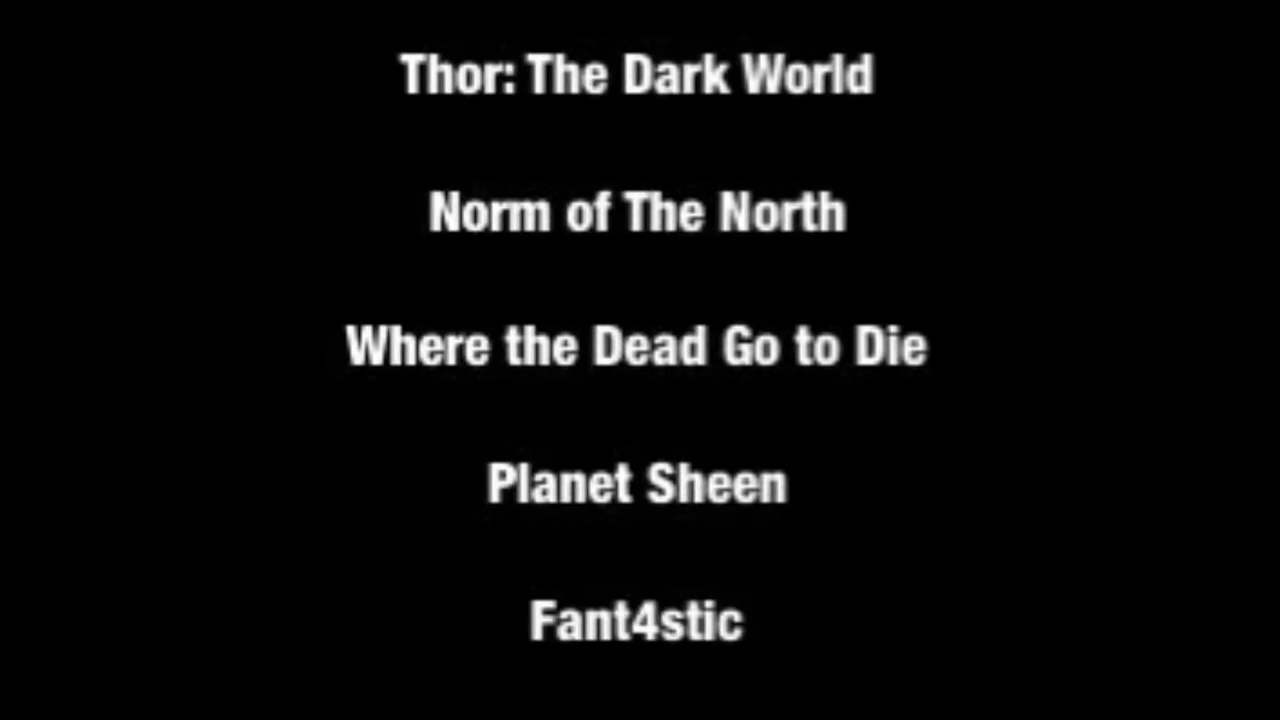 Thor: The Dark World
Norm of The North
Where the Dead Go to Die
Planet Sheen
Fant4stic